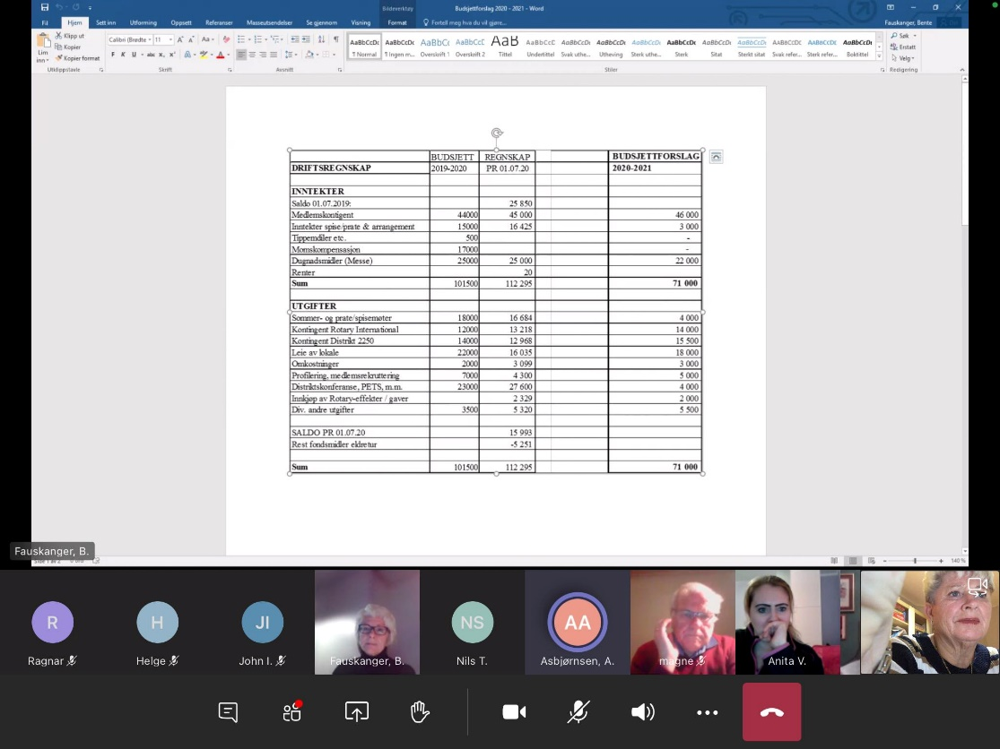 Bildeverktøy
Budsjettforslag 2020 - 2021 - Word
Fil Hjem Sett inn Utforming Oppsett Referanser Masseutsendelser Se gjennom Visning Format Fortell meg hva du vil gjøre... Fauskanger, Bente
Lim inn
Klipp ut
Kopier
Kopier format
Utklippstavle
Calibri (Brødte 11
F K U abc x₂ x²
Skrift
Avsnitt
AaBbCcDc AaBbCcDc AaBbCc AaBbCcE AaB AaBbCcC AaBbCcDc AaBbCcDc AaBbCcDc AaBbCcDc AaBbCcDc AaBbCcDc AaBbCcDc AaBbCcDc AaBbCcDc
¶ Normal ¶ Ingen m... Overskrift 1 Overskrift 2 Tittel Undertittel Svak uthe... Utheving Sterk uthe... Sterk Sitat Sterkt sitat Svak refer... Sterk refer... Boktittel
Stiler
Søk
Erstatt
Velg
Redigering
BUDSJETT REGNSKAP BUDSJETTFORSLAG
DRIFTSREGNSKAP 2019-2020 PR 01.07.20 2020-2021
INNTEKTER
Saldo 01.07.2019: 25 850
Medlemskontigent 44000 45 000 46 000
Inntekter spise/prate & arrangement 15000 16 425 3 000
Tippemdiler etc. 500 -
Momskompensasjon 17000 -
Dugnadsmidler (Messe) 25000 25 000 22 000
Renter 20
Sum 101500 112 295 71 000
UTGIFTER
Sommer- og prate/spisemøter 18000 16 684 4 000
Kontingent Rotary International 12000 13 218 14 000
Kontingent Distrikt 2250 14000 12 968 15 500
Leie av lokale 22000 16 035 18 000
Omkostninger 2000 3 099 3 000
Profilering, medlemsrekruttering 7000 4 300 5 000
Distriktskonferanse, PETS, m.m. 23000 27 600 4 000
Innkjøp av Rotary-effekter / gaver 2 329 2 000
Div. andre utgifter 3500 5 320 5 500
SALDO PR 01.07.20 15 993
Rest fondsmidler eldretur -5 251
Sum 101500 112 295 71 000
Fauskanger, B.
140 %
R H JI NS AA
Ragnar Helge John I. Fauskanger, B. Nils T. Asbjørnsen, A. magne Anita V.